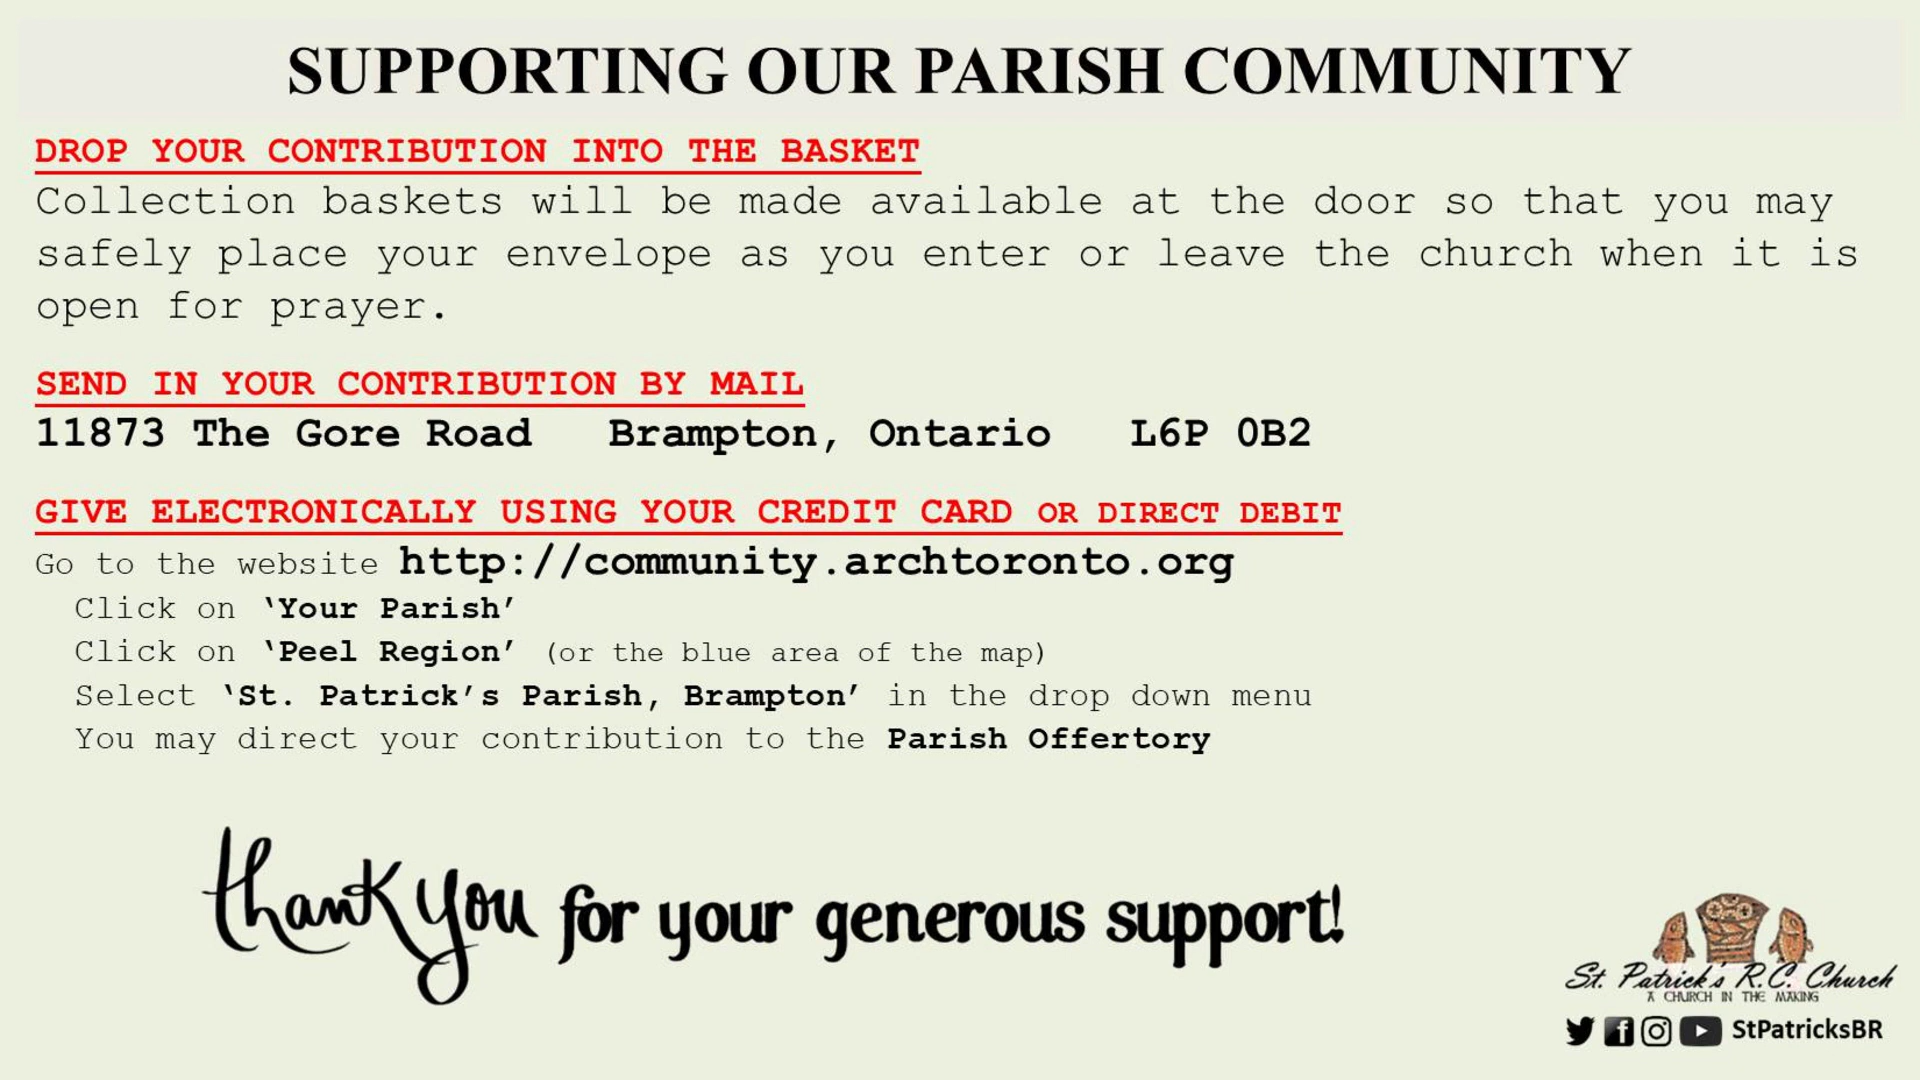 SUPPORTING OUR PARISH COMMUNITY
DROP YOUR CONTRIBUTION INTO THE BASKET
Collection baskets will be made available at the door so that you may
safely place your envelope as you enter or leave the church when it is
open for prayer.
SEND IN YOUR CONTRIBUTION BY MAIL
11873 The Gore Road Brampton, Ontario L6P 0B2
GIVE ELECTRONICALLY USING YOUR CREDIT CARD OR DIRECT DEBIT
Go to the website http://community.archtoronto.org
Click on ‘Your Parish’
Click on ‘Peel Region’ (or the blue area of the map)
Select ‘St. Patrick’s Parish, Brampton’ in the drop down menu
You may direct your contribution to the Parish Offertory
thank you for your generous support!
St. Patrick's R.C. Church
A CHURCH IN THE MAKING
StPatricksBR